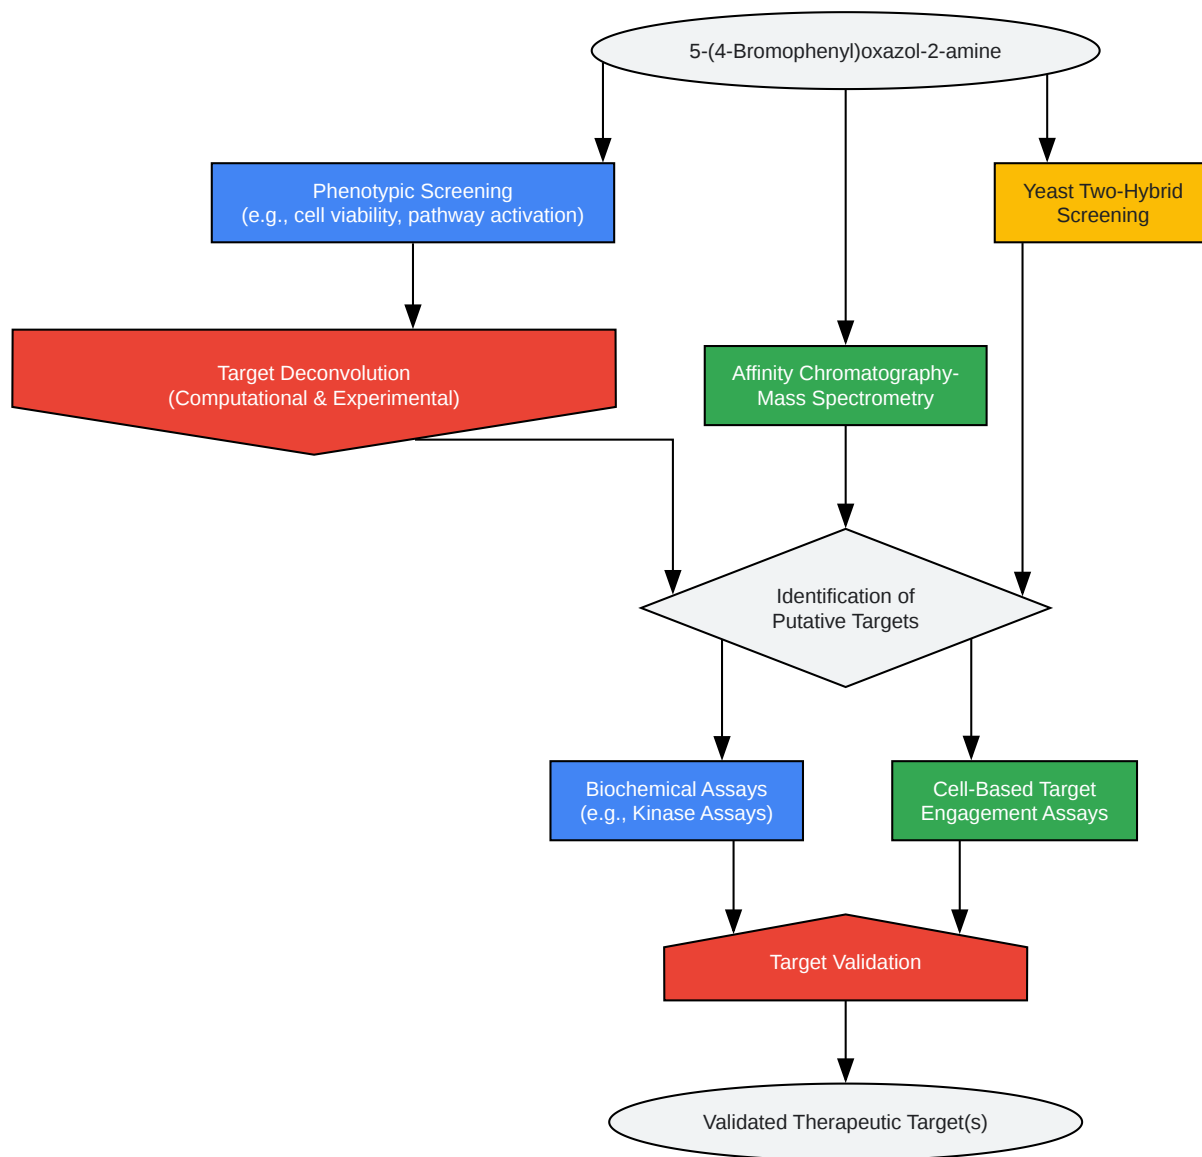 5-(4-Bromophenyl)oxazol-2-amine
Phenotypic Screening
(e.g., cell viability, pathway activation)
Yeast Two-Hybrid
Screening
Target Deconvolution
(Computational & Experimental)
Affinity Chromatography-
Mass Spectrometry
Identification of
Putative Targets
Biochemical Assays
(e.g., Kinase Assays)
Cell-Based Target
Engagement Assays
Target Validation
Validated Therapeutic Target(s)